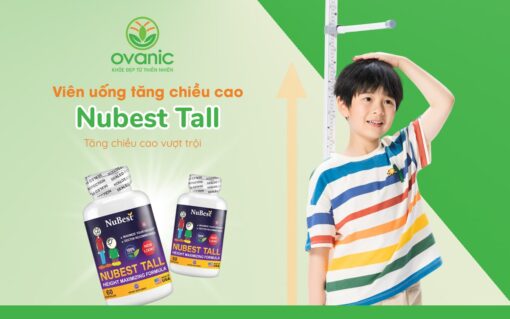 ovanic
KHỎE ĐẸP TỪ THIÊN NHIÊN
Viên uống tăng chiều cao
Nubest Tall
Tăng chiều cao vượt trội
NuBest
NUBEST TALL
HEIGHT MAXIMIZING FORMULA
60
NuBest
NUBEST TALL
HEIGHT MAXIMIZING FORMULA